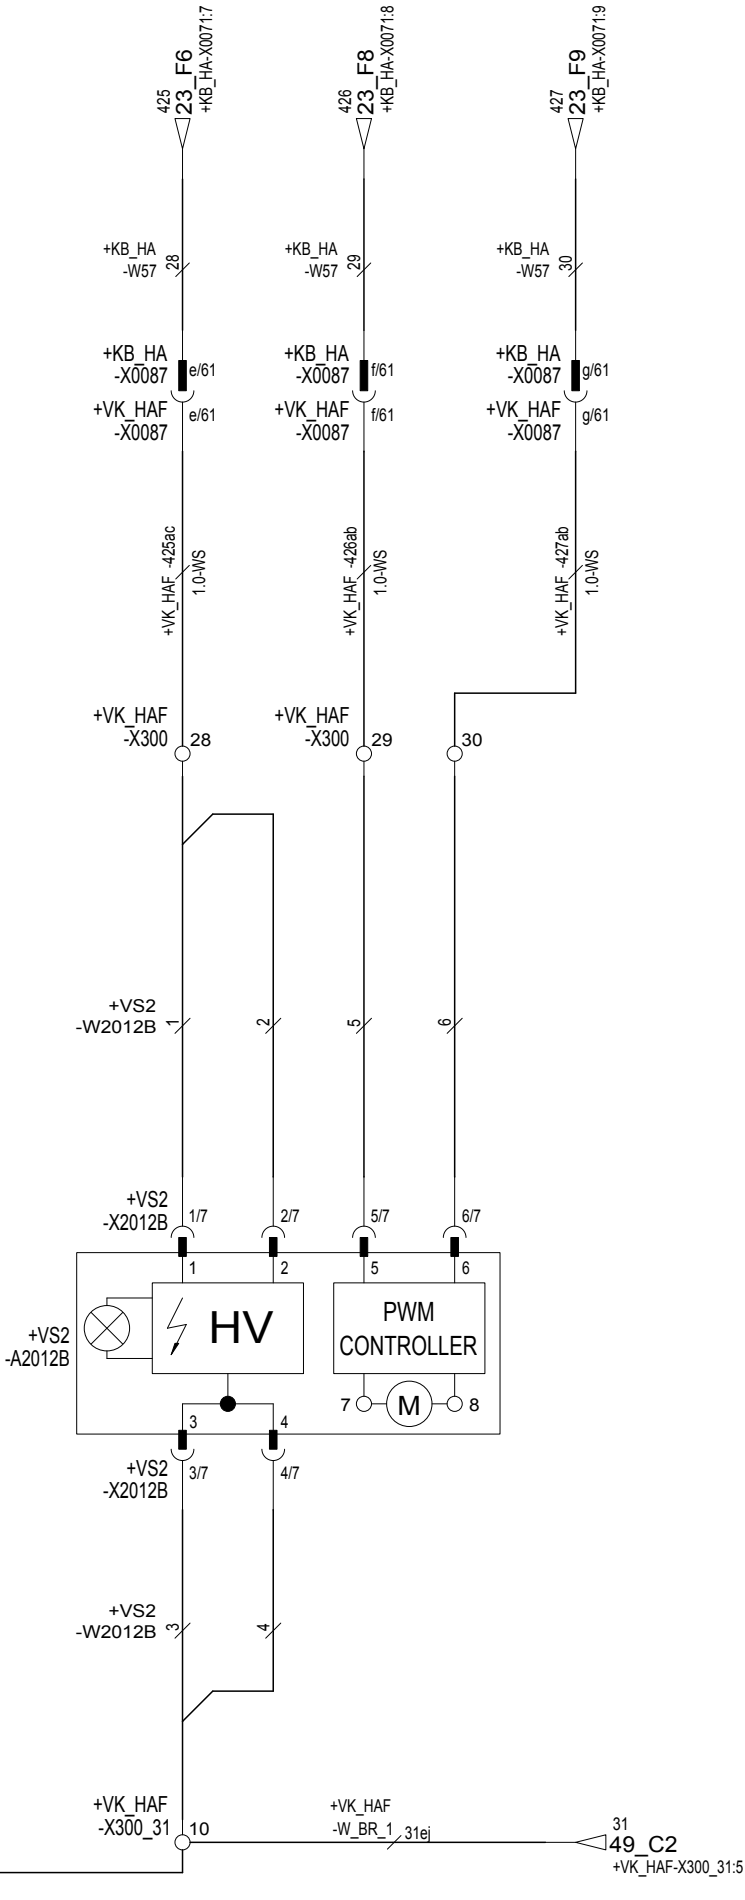 425
23_F6
+KB_HA-X0071:7
426
23_F8
+KB_HA-X0071:8
427
23_F9
+KB_HA-X0071:9
+KB_HA
-W57
28
+KB_HA
-W57
29
+KB_HA
-W57
30
+KB_HA
-X0087
e/61
+VK_HAF
-X0087
e/61
+KB_HA
-X0087
f/61
+VK_HAF
-X0087
f/61
+KB_HA
-X0087
g/61
+VK_HAF
-X0087
g/61
+VK_HAF -425ac
1.0-WS
+VK_HAF -426ab
1.0-WS
+VK_HAF -427ab
1.0-WS
+VK_HAF
-X300
28
+VK_HAF
-X300
29
30
+VS2
-W2012B
1
2
5
6
+VS2
-X2012B
1/7
2/7
5/7
6/7
1
2
5
6
+VS2
-A2012B
HV
PWM
CONTROLLER
7
M
8
3
4
+VS2
-X2012B
3/7
4/7
+VS2
-W2012B
3
4
+VK_HAF
-X300_31
10
+VK_HAF
-W_BR_1
31ej
31
49_C2
+VK_HAF-X300_31:5